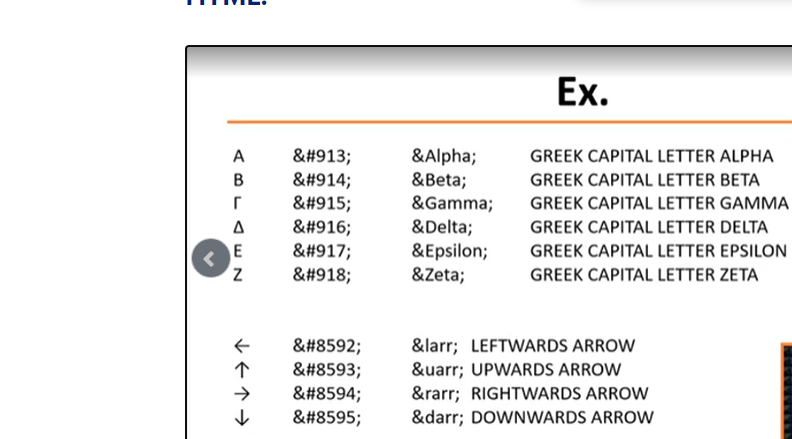 HTML.
Ex.
Α &#913; &Alpha; GREEK CAPITAL LETTER ALPHA
Β &#914; &Beta; GREEK CAPITAL LETTER BETA
Γ &#915; &Gamma; GREEK CAPITAL LETTER GAMMA
Δ &#916; &Delta; GREEK CAPITAL LETTER DELTA
Ε &#917; &Epsilon; GREEK CAPITAL LETTER EPSILON
Ζ &#918; &Zeta; GREEK CAPITAL LETTER ZETA
← &#8592; &larr; LEFTWARDS ARROW
↑ &#8593; &uarr; UPWARDS ARROW
→ &#8594; &rarr; RIGHTWARDS ARROW
↓ &#8595; &darr; DOWNWARDS ARROW